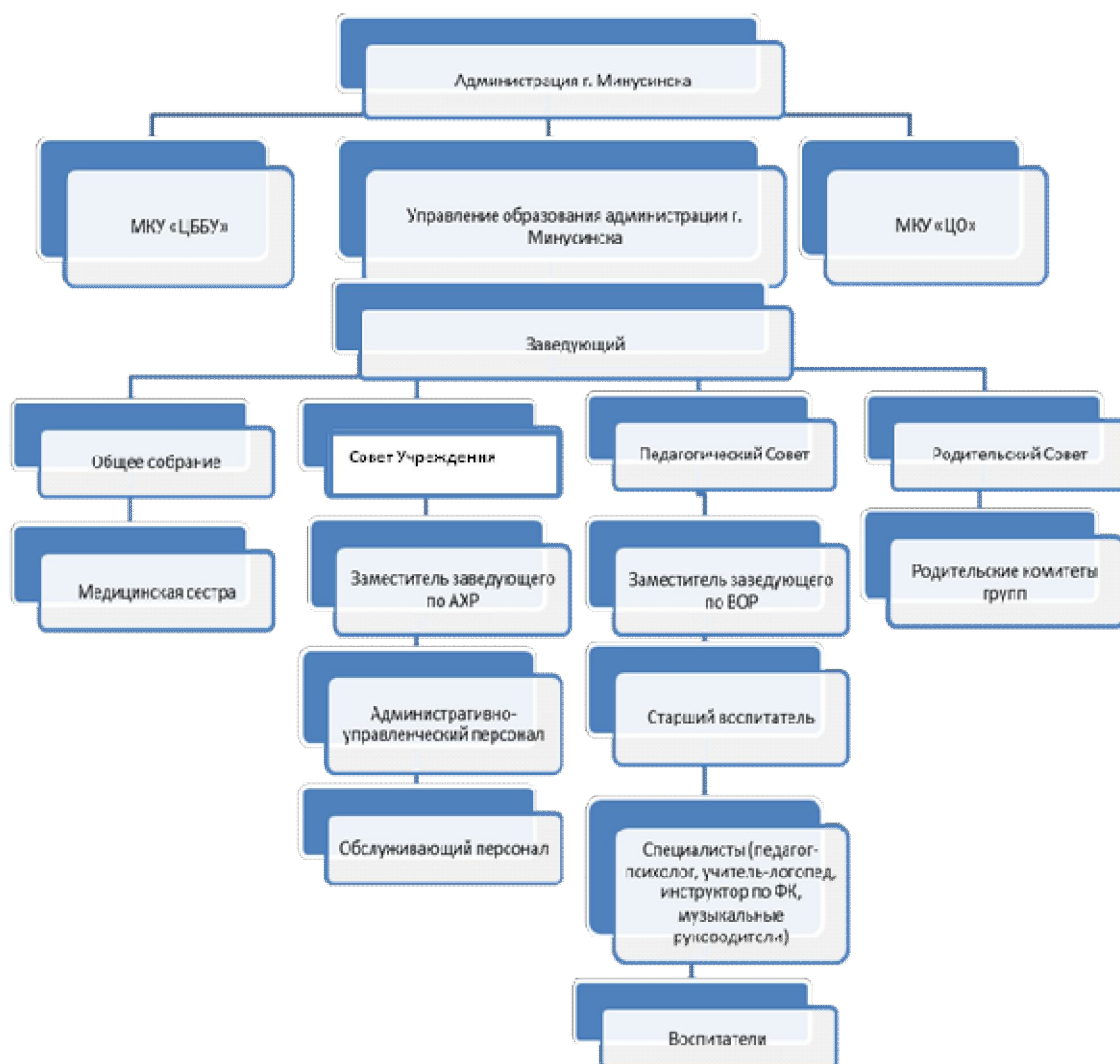 Администрация г. Минусинска
МКУ «ЦББУ»
Управление образования администрации г.
Минусинска
МКУ «ЦО»
Заведующий
Общее собрание
Совет Учреждения
Педагогический Совет
Родительский Совет
Медицинская сестра
Заместитель заведующего
по АХР
Заместитель заведующего
по ВОР
Родительские комитеты
групп
Административно-
управленческий персонал
Старший воспитатель
Обслуживающий персонал
Специалисты (педагог-
психолог, учитель-логопед,
инструктор по ФК,
музыкальные
руководители)
Воспитатели